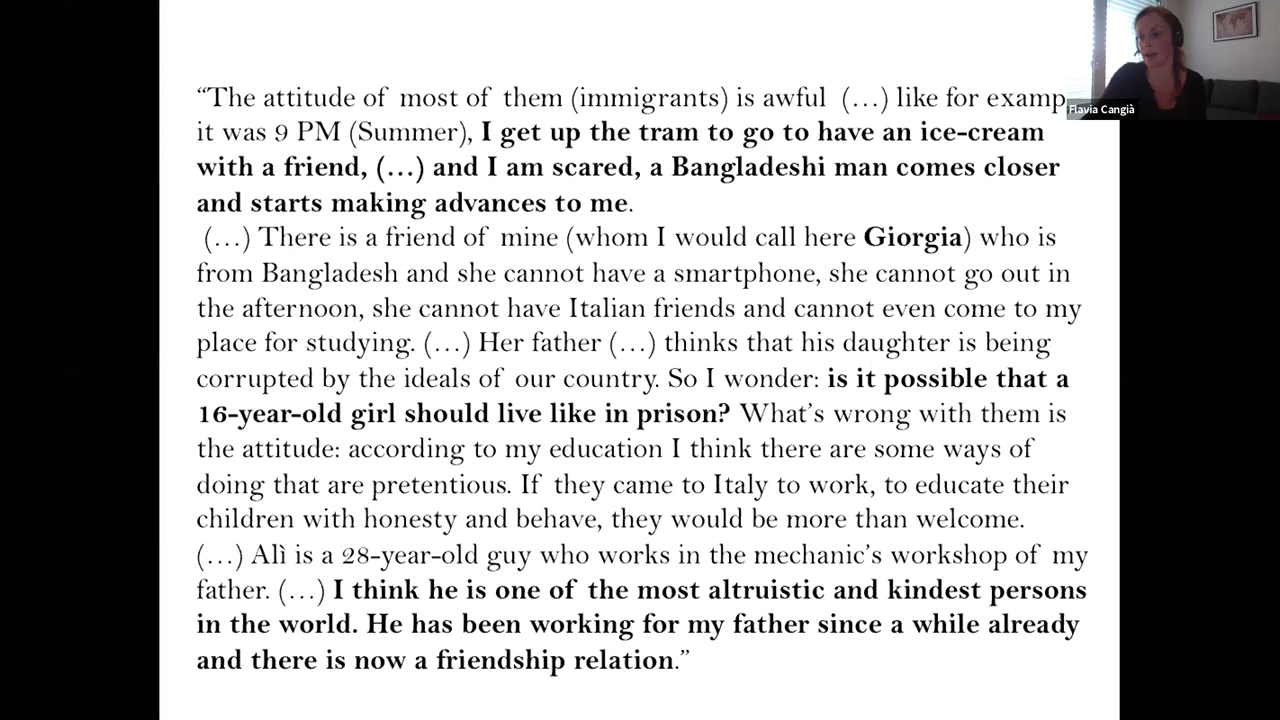 “The attitude of most of them (immigrants) is awful (…) like for examp
it was 9 PM (Summer), I get up the tram to go to have an ice-cream
with a friend, (…) and I am scared, a Bangladeshi man comes closer
and starts making advances to me.
(…) There is a friend of mine (whom I would call here Giorgia) who is
from Bangladesh and she cannot have a smartphone, she cannot go out in
the afternoon, she cannot have Italian friends and cannot even come to my
place for studying. (…) Her father (…) thinks that his daughter is being
corrupted by the ideals of our country. So I wonder: is it possible that a
16-year-old girl should live like in prison? What’s wrong with them is
the attitude: according to my education I think there are some ways of
doing that are pretentious. If they came to Italy to work, to educate their
children with honesty and behave, they would be more than welcome.
(…) Alì is a 28-year-old guy who works in the mechanic’s workshop of my
father. (…) I think he is one of the most altruistic and kindest persons
in the world. He has been working for my father since a while already
and there is now a friendship relation.”
Flavia Cangià